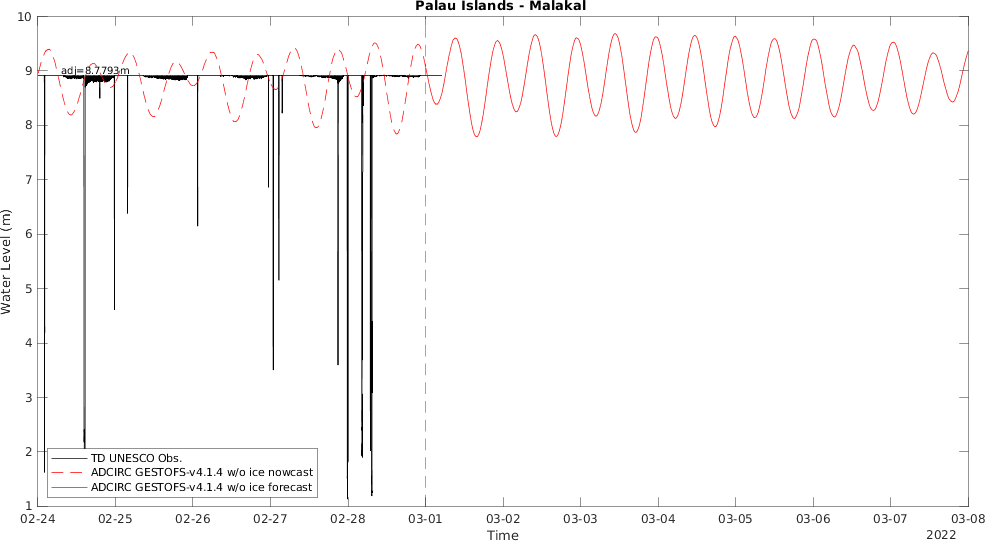 Palau Islands - Malakal
10
9
8
7
6
5
4
3
2
1
Water Level (m)
adj=8.7793m
TD UNESCO Obs.
ADCIRC GESTOFS-v4.1.4 w/o ice nowcast
ADCIRC GESTOFS-v4.1.4 w/o ice forecast
02-24 02-25 02-26 02-27 02-28 03-01 03-02 03-03 03-04 03-05 03-06 03-07 03-08
Time
2022